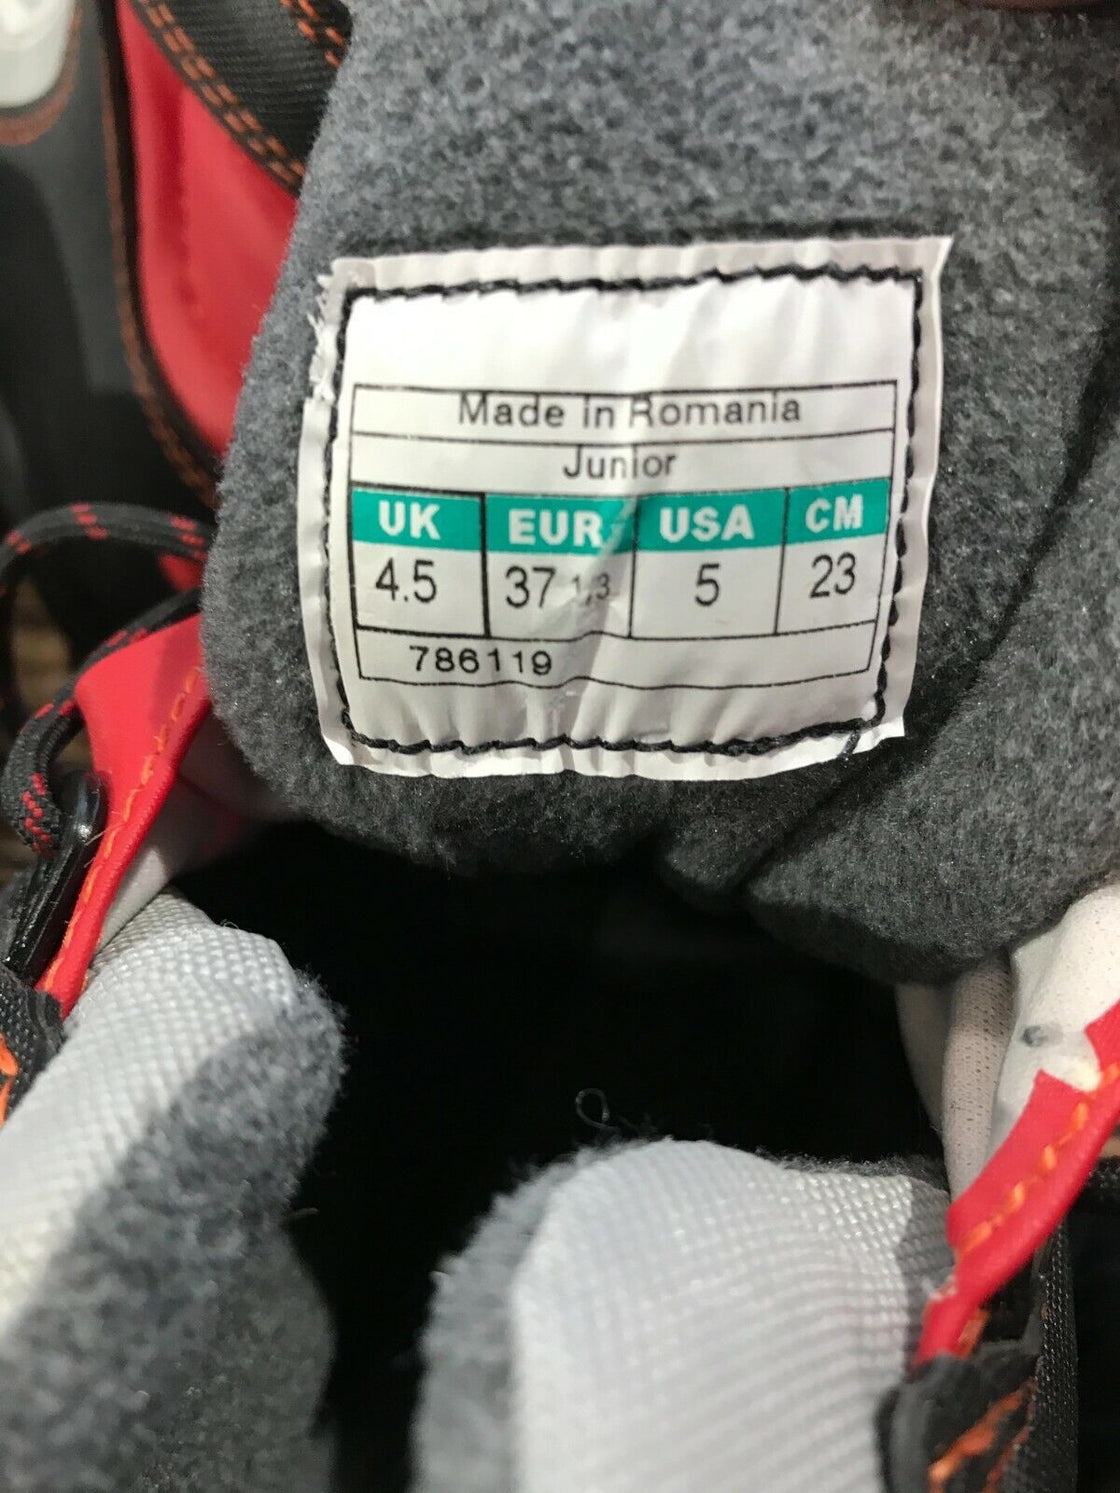 Made in Romania
Junior
UK EUR USA CM
4.5 37 1/3 5 23
786119